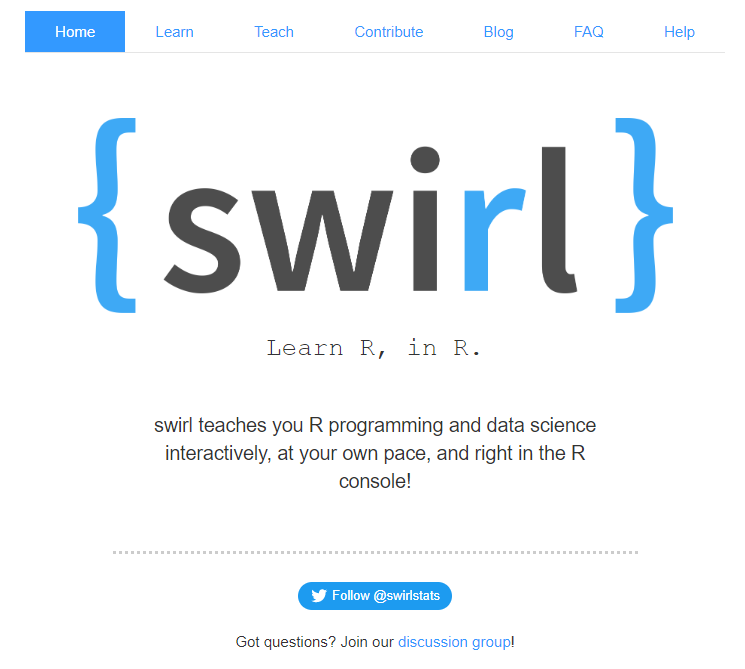 Home Learn Teach Contribute Blog FAQ Help
{swirl}
Learn R, in R.
swirl teaches you R programming and data science
interactively, at your own pace, and right in the R
console!
Follow @swirlstats
Got questions? Join our discussion group!